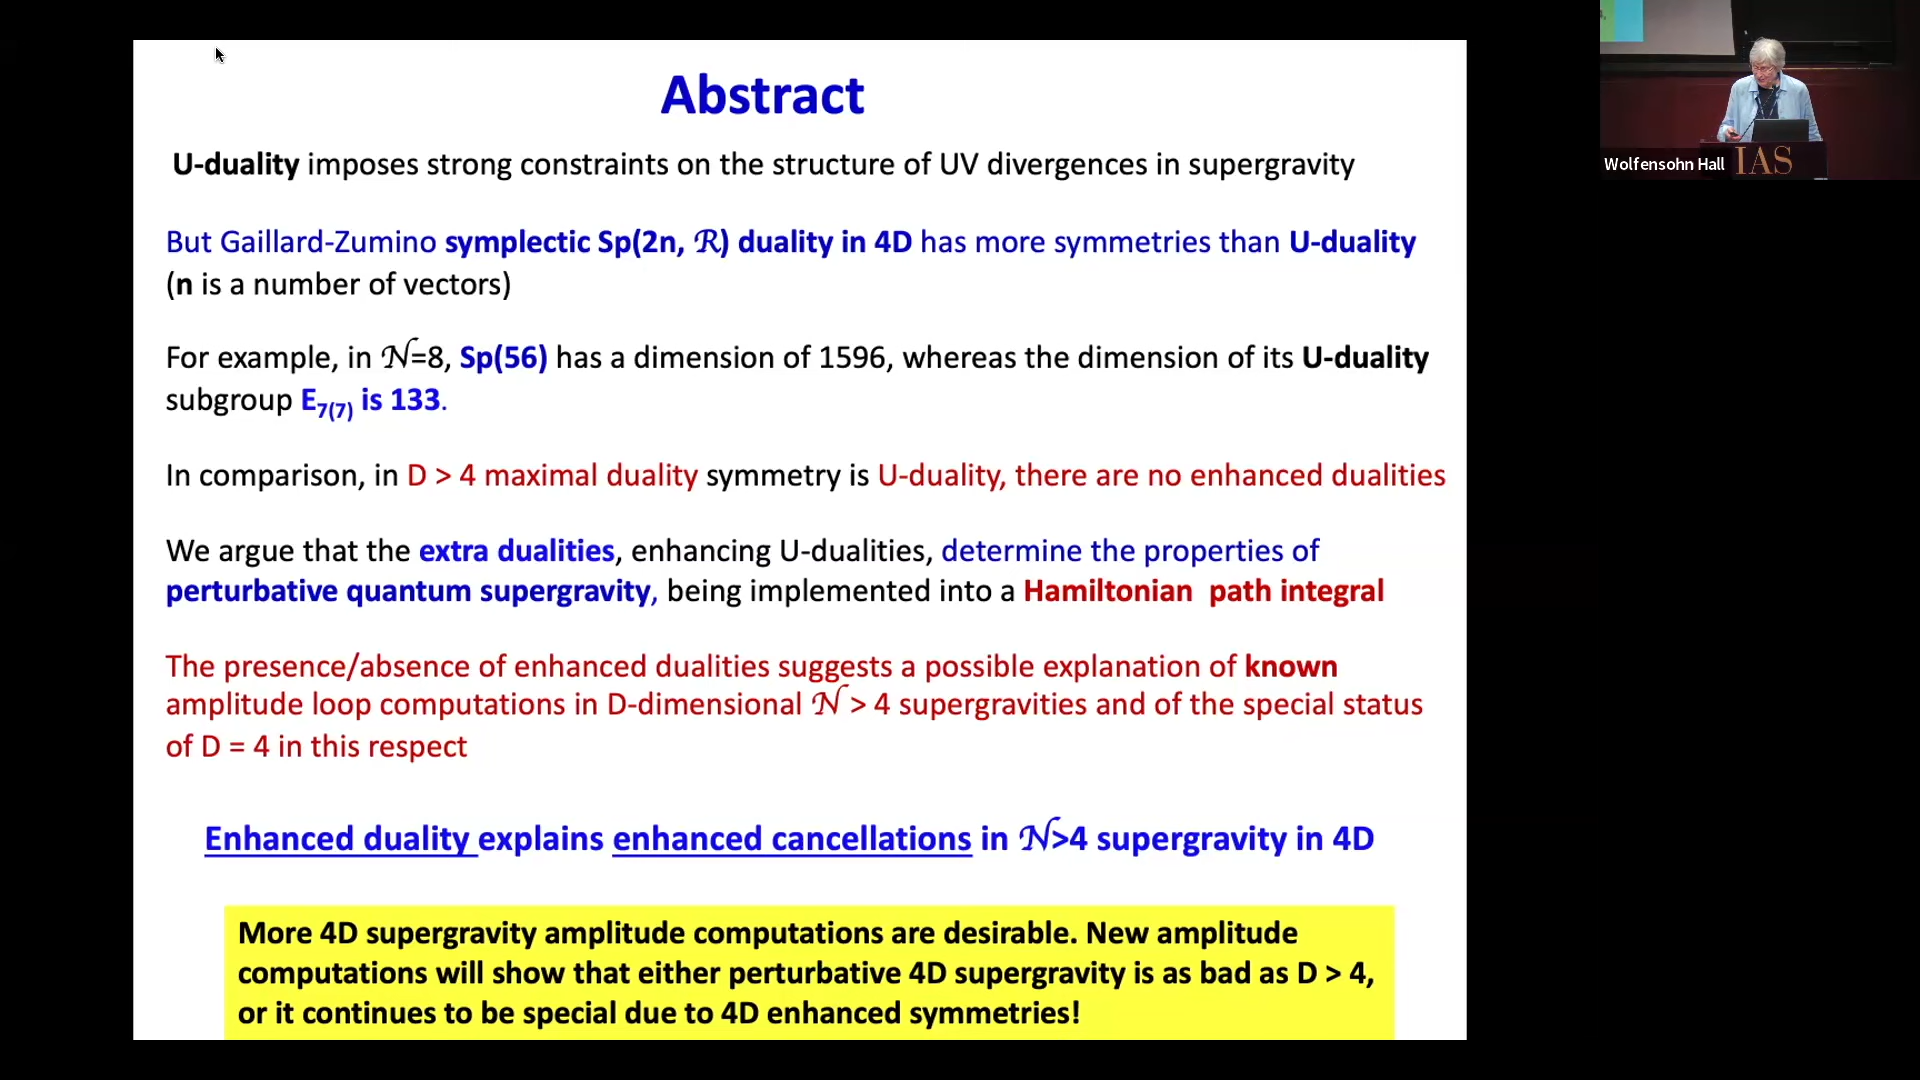 Abstract
U-duality imposes strong constraints on the structure of UV divergences in supergravity
But Gaillard-Zumino symplectic Sp(2n, ℛ) duality in 4D has more symmetries than U-duality
(n is a number of vectors)
For example, in 𝒩=8, Sp(56) has a dimension of 1596, whereas the dimension of its U-duality
subgroup E7(7) is 133.
In comparison, in D > 4 maximal duality symmetry is U-duality, there are no enhanced dualities
We argue that the extra dualities, enhancing U-dualities, determine the properties of
perturbative quantum supergravity, being implemented into a Hamiltonian path integral
The presence/absence of enhanced dualities suggests a possible explanation of known
amplitude loop computations in D-dimensional 𝒩 > 4 supergravities and of the special status
of D = 4 in this respect
Enhanced duality explains enhanced cancellations in 𝒩>4 supergravity in 4D
More 4D supergravity amplitude computations are desirable. New amplitude
computations will show that either perturbative 4D supergravity is as bad as D > 4,
or it continues to be special due to 4D enhanced symmetries!
Wolfensohn Hall
IAS